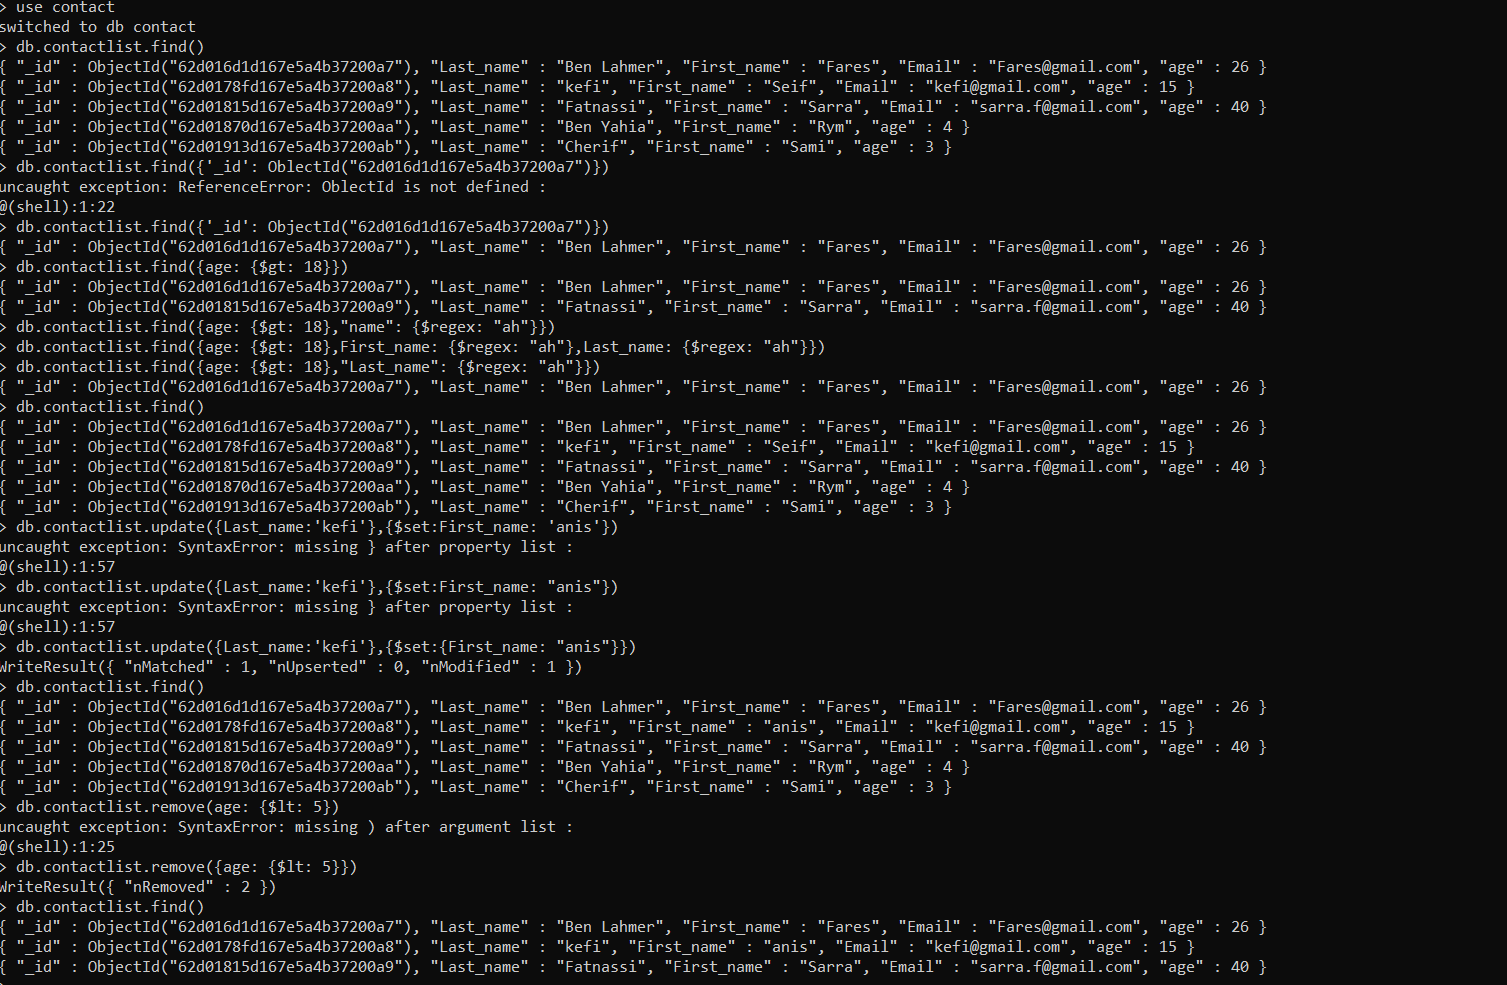 > use contact
switched to db contact
> db.contactlist.find()
{ "_id" : ObjectId("62d016d1d167e5a4b37200a7"), "Last_name" : "Ben Lahmer", "First_name" : "Fares", "Email" : "Fares@gmail.com", "age" : 26 }
{ "_id" : ObjectId("62d0178fd167e5a4b37200a8"), "Last_name" : "kefi", "First_name" : "Seif", "Email" : "kefi@gmail.com", "age" : 15 }
{ "_id" : ObjectId("62d01815d167e5a4b37200a9"), "Last_name" : "Fatnassi", "First_name" : "Sarra", "Email" : "sarra.f@gmail.com", "age" : 40 }
{ "_id" : ObjectId("62d01870d167e5a4b37200aa"), "Last_name" : "Ben Yahia", "First_name" : "Rym", "age" : 4 }
{ "_id" : ObjectId("62d01913d167e5a4b37200ab"), "Last_name" : "Cherif", "First_name" : "Sami", "age" : 3 }
> db.contactlist.find({'_id': OblectId("62d016d1d167e5a4b37200a7")})
uncaught exception: ReferenceError: OblectId is not defined :
@(shell):1:22
> db.contactlist.find({'_id': ObjectId("62d016d1d167e5a4b37200a7")})
{ "_id" : ObjectId("62d016d1d167e5a4b37200a7"), "Last_name" : "Ben Lahmer", "First_name" : "Fares", "Email" : "Fares@gmail.com", "age" : 26 }
> db.contactlist.find({age: {$gt: 18}})
{ "_id" : ObjectId("62d016d1d167e5a4b37200a7"), "Last_name" : "Ben Lahmer", "First_name" : "Fares", "Email" : "Fares@gmail.com", "age" : 26 }
{ "_id" : ObjectId("62d01815d167e5a4b37200a9"), "Last_name" : "Fatnassi", "First_name" : "Sarra", "Email" : "sarra.f@gmail.com", "age" : 40 }
> db.contactlist.find({age: {$gt: 18},"name": {$regex: "ah"}})
> db.contactlist.find({age: {$gt: 18},First_name: {$regex: "ah"},Last_name: {$regex: "ah"}})
> db.contactlist.find({age: {$gt: 18},"Last_name": {$regex: "ah"}})
{ "_id" : ObjectId("62d016d1d167e5a4b37200a7"), "Last_name" : "Ben Lahmer", "First_name" : "Fares", "Email" : "Fares@gmail.com", "age" : 26 }
> db.contactlist.find()
{ "_id" : ObjectId("62d016d1d167e5a4b37200a7"), "Last_name" : "Ben Lahmer", "First_name" : "Fares", "Email" : "Fares@gmail.com", "age" : 26 }
{ "_id" : ObjectId("62d0178fd167e5a4b37200a8"), "Last_name" : "kefi", "First_name" : "Seif", "Email" : "kefi@gmail.com", "age" : 15 }
{ "_id" : ObjectId("62d01815d167e5a4b37200a9"), "Last_name" : "Fatnassi", "First_name" : "Sarra", "Email" : "sarra.f@gmail.com", "age" : 40 }
{ "_id" : ObjectId("62d01870d167e5a4b37200aa"), "Last_name" : "Ben Yahia", "First_name" : "Rym", "age" : 4 }
{ "_id" : ObjectId("62d01913d167e5a4b37200ab"), "Last_name" : "Cherif", "First_name" : "Sami", "age" : 3 }
> db.contactlist.update({Last_name:'kefi'},{$set:First_name: 'anis'})
uncaught exception: SyntaxError: missing } after property list :
@(shell):1:57
> db.contactlist.update({Last_name:'kefi'},{$set:First_name: "anis"})
uncaught exception: SyntaxError: missing } after property list :
@(shell):1:57
> db.contactlist.update({Last_name:'kefi'},{$set:{First_name: "anis"}})
WriteResult({ "nMatched" : 1, "nUpserted" : 0, "nModified" : 1 })
> db.contactlist.find()
{ "_id" : ObjectId("62d016d1d167e5a4b37200a7"), "Last_name" : "Ben Lahmer", "First_name" : "Fares", "Email" : "Fares@gmail.com", "age" : 26 }
{ "_id" : ObjectId("62d0178fd167e5a4b37200a8"), "Last_name" : "kefi", "First_name" : "anis", "Email" : "kefi@gmail.com", "age" : 15 }
{ "_id" : ObjectId("62d01815d167e5a4b37200a9"), "Last_name" : "Fatnassi", "First_name" : "Sarra", "Email" : "sarra.f@gmail.com", "age" : 40 }
{ "_id" : ObjectId("62d01870d167e5a4b37200aa"), "Last_name" : "Ben Yahia", "First_name" : "Rym", "age" : 4 }
{ "_id" : ObjectId("62d01913d167e5a4b37200ab"), "Last_name" : "Cherif", "First_name" : "Sami", "age" : 3 }
> db.contactlist.remove(age: {$lt: 5})
uncaught exception: SyntaxError: missing ) after argument list :
@(shell):1:25
> db.contactlist.remove({age: {$lt: 5}})
WriteResult({ "nRemoved" : 2 })
> db.contactlist.find()
{ "_id" : ObjectId("62d016d1d167e5a4b37200a7"), "Last_name" : "Ben Lahmer", "First_name" : "Fares", "Email" : "Fares@gmail.com", "age" : 26 }
{ "_id" : ObjectId("62d0178fd167e5a4b37200a8"), "Last_name" : "kefi", "First_name" : "anis", "Email" : "kefi@gmail.com", "age" : 15 }
{ "_id" : ObjectId("62d01815d167e5a4b37200a9"), "Last_name" : "Fatnassi", "First_name" : "Sarra", "Email" : "sarra.f@gmail.com", "age" : 40 }